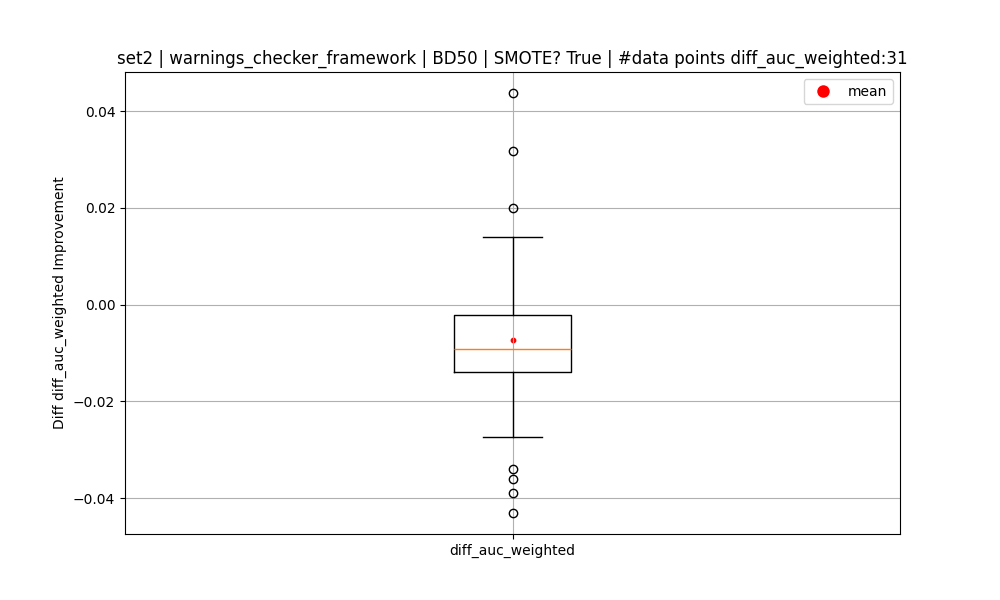 set2 | warnings_checker_framework | BD50 | SMOTE? True | #data points diff_auc_weighted:31
mean
0.04
0.02
0.00
−0.02
−0.04
Diff diff_auc_weighted Improvement
diff_auc_weighted